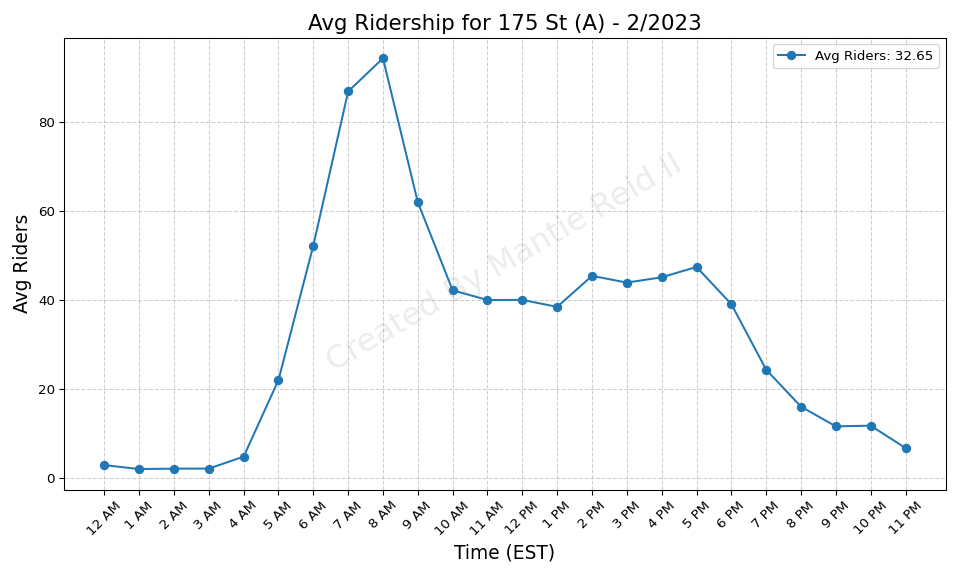 Avg Ridership for 175 St (A) - 2/2023
Avg Riders: 32.65
Avg Riders
80
60
40
20
0
Created By Mantie Reid II
12 AM
1 AM
2 AM
3 AM
4 AM
5 AM
6 AM
7 AM
8 AM
9 AM
10 AM
11 AM
12 PM
1 PM
2 PM
3 PM
4 PM
5 PM
6 PM
7 PM
8 PM
9 PM
10 PM
11 PM
Time (EST)